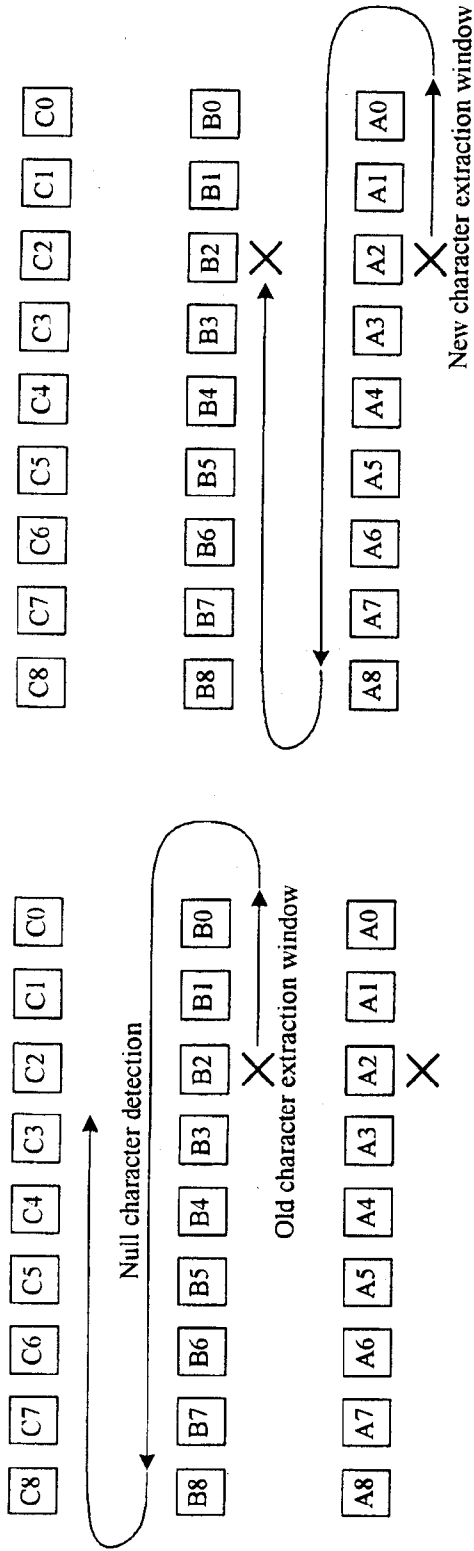 C8 C7 C6 C5 C4 C3 C2 C1 C0
Null character detection
B8 B7 B6 B5 B4 B3 B2 B1 B0
Old character extraction window
A8 A7 A6 A5 A4 A3 A2 A1 A0
C8 C7 C6 C5 C4 C3 C2 C1 C0
B8 B7 B6 B5 B4 B3 B2 B1 B0
A8 A7 A6 A5 A4 A3 A2 A1 A0
New character extraction window